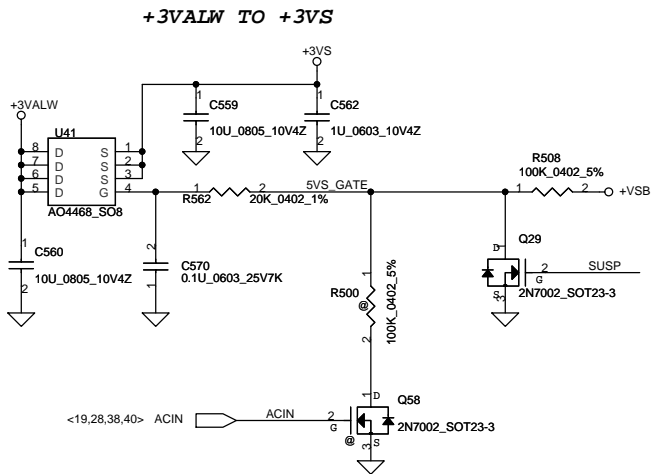 +3VALW TO +3VS
+3VS
+3VALW
U41
C559
10U_0805_10V4Z
C562
1U_0603_10V4Z
1
2
1
2
8 D S 1
7 D S 2
6 D S 3
5 D G 4
AO4468_SO8
R508
100K_0402_5%
1 2
+VSB
1 2
R562
20K_0402_1%
5VS_GATE
C560
10U_0805_10V4Z
1
2
C570
0.1U_0603_25V7K
2
1
Q29
2N7002_SOT23-3
D
1
2
G
S
3
SUSP
R500
@
100K_0402_5%
1
2
Q58
2N7002_SOT23-3
D
1
2
G
S
3
@
<19,28,38,40> ACIN
ACIN